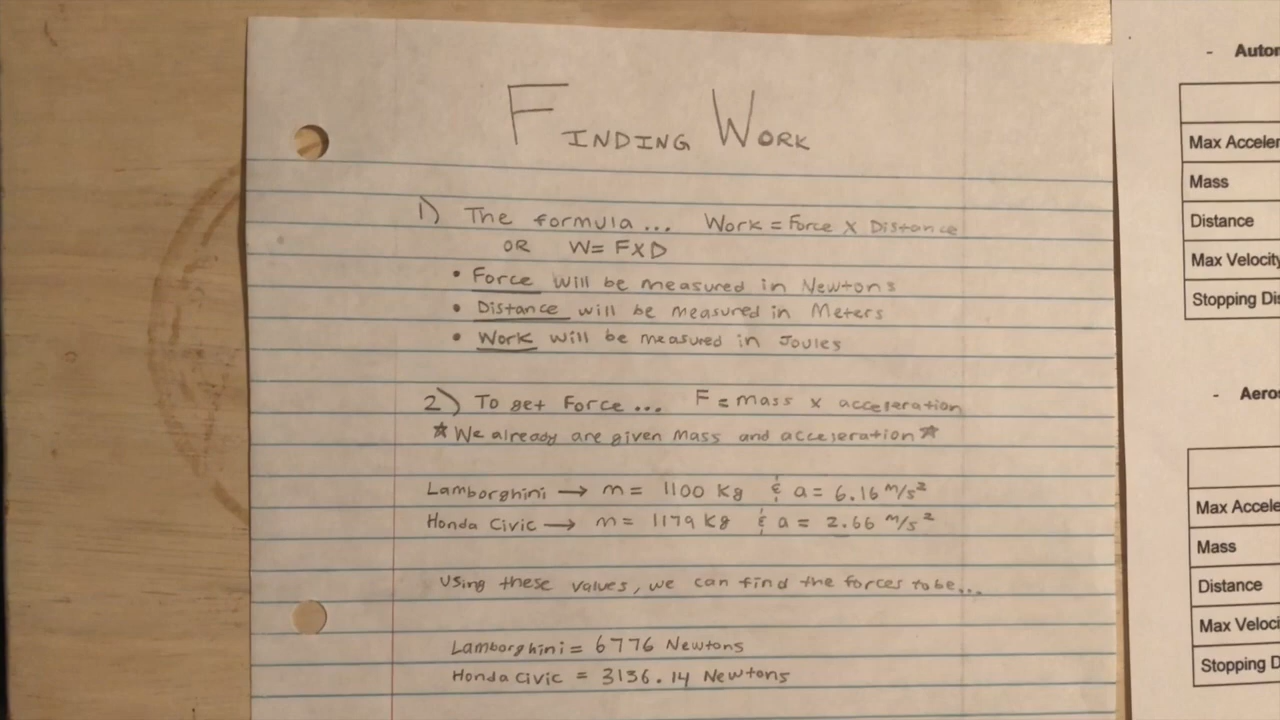 FINDING WORK
1) The formula... Work = Force X Distance
OR W= FXD
• Force will be measured in Newtons
• Distance will be measured in Meters
• Work will be measured in Joules
2) To get Force... F = mass x acceleration
☆ We already are given mass and acceleration ☆
Lamborghini → m = 1100 Kg & a = 6.16 m/s²
Honda Civic → m = 1179 Kg & a = 2.66 m/s²
Using these values, we can find the forces to be...
Lamborghini = 6776 Newtons
Honda Civic = 3136.14 Newtons
- Autor
Max Acceler
Mass
Distance
Max Velocity
Stopping Dis
- Aeros
Max Accele
Mass
Distance
Max Veloci
Stopping D